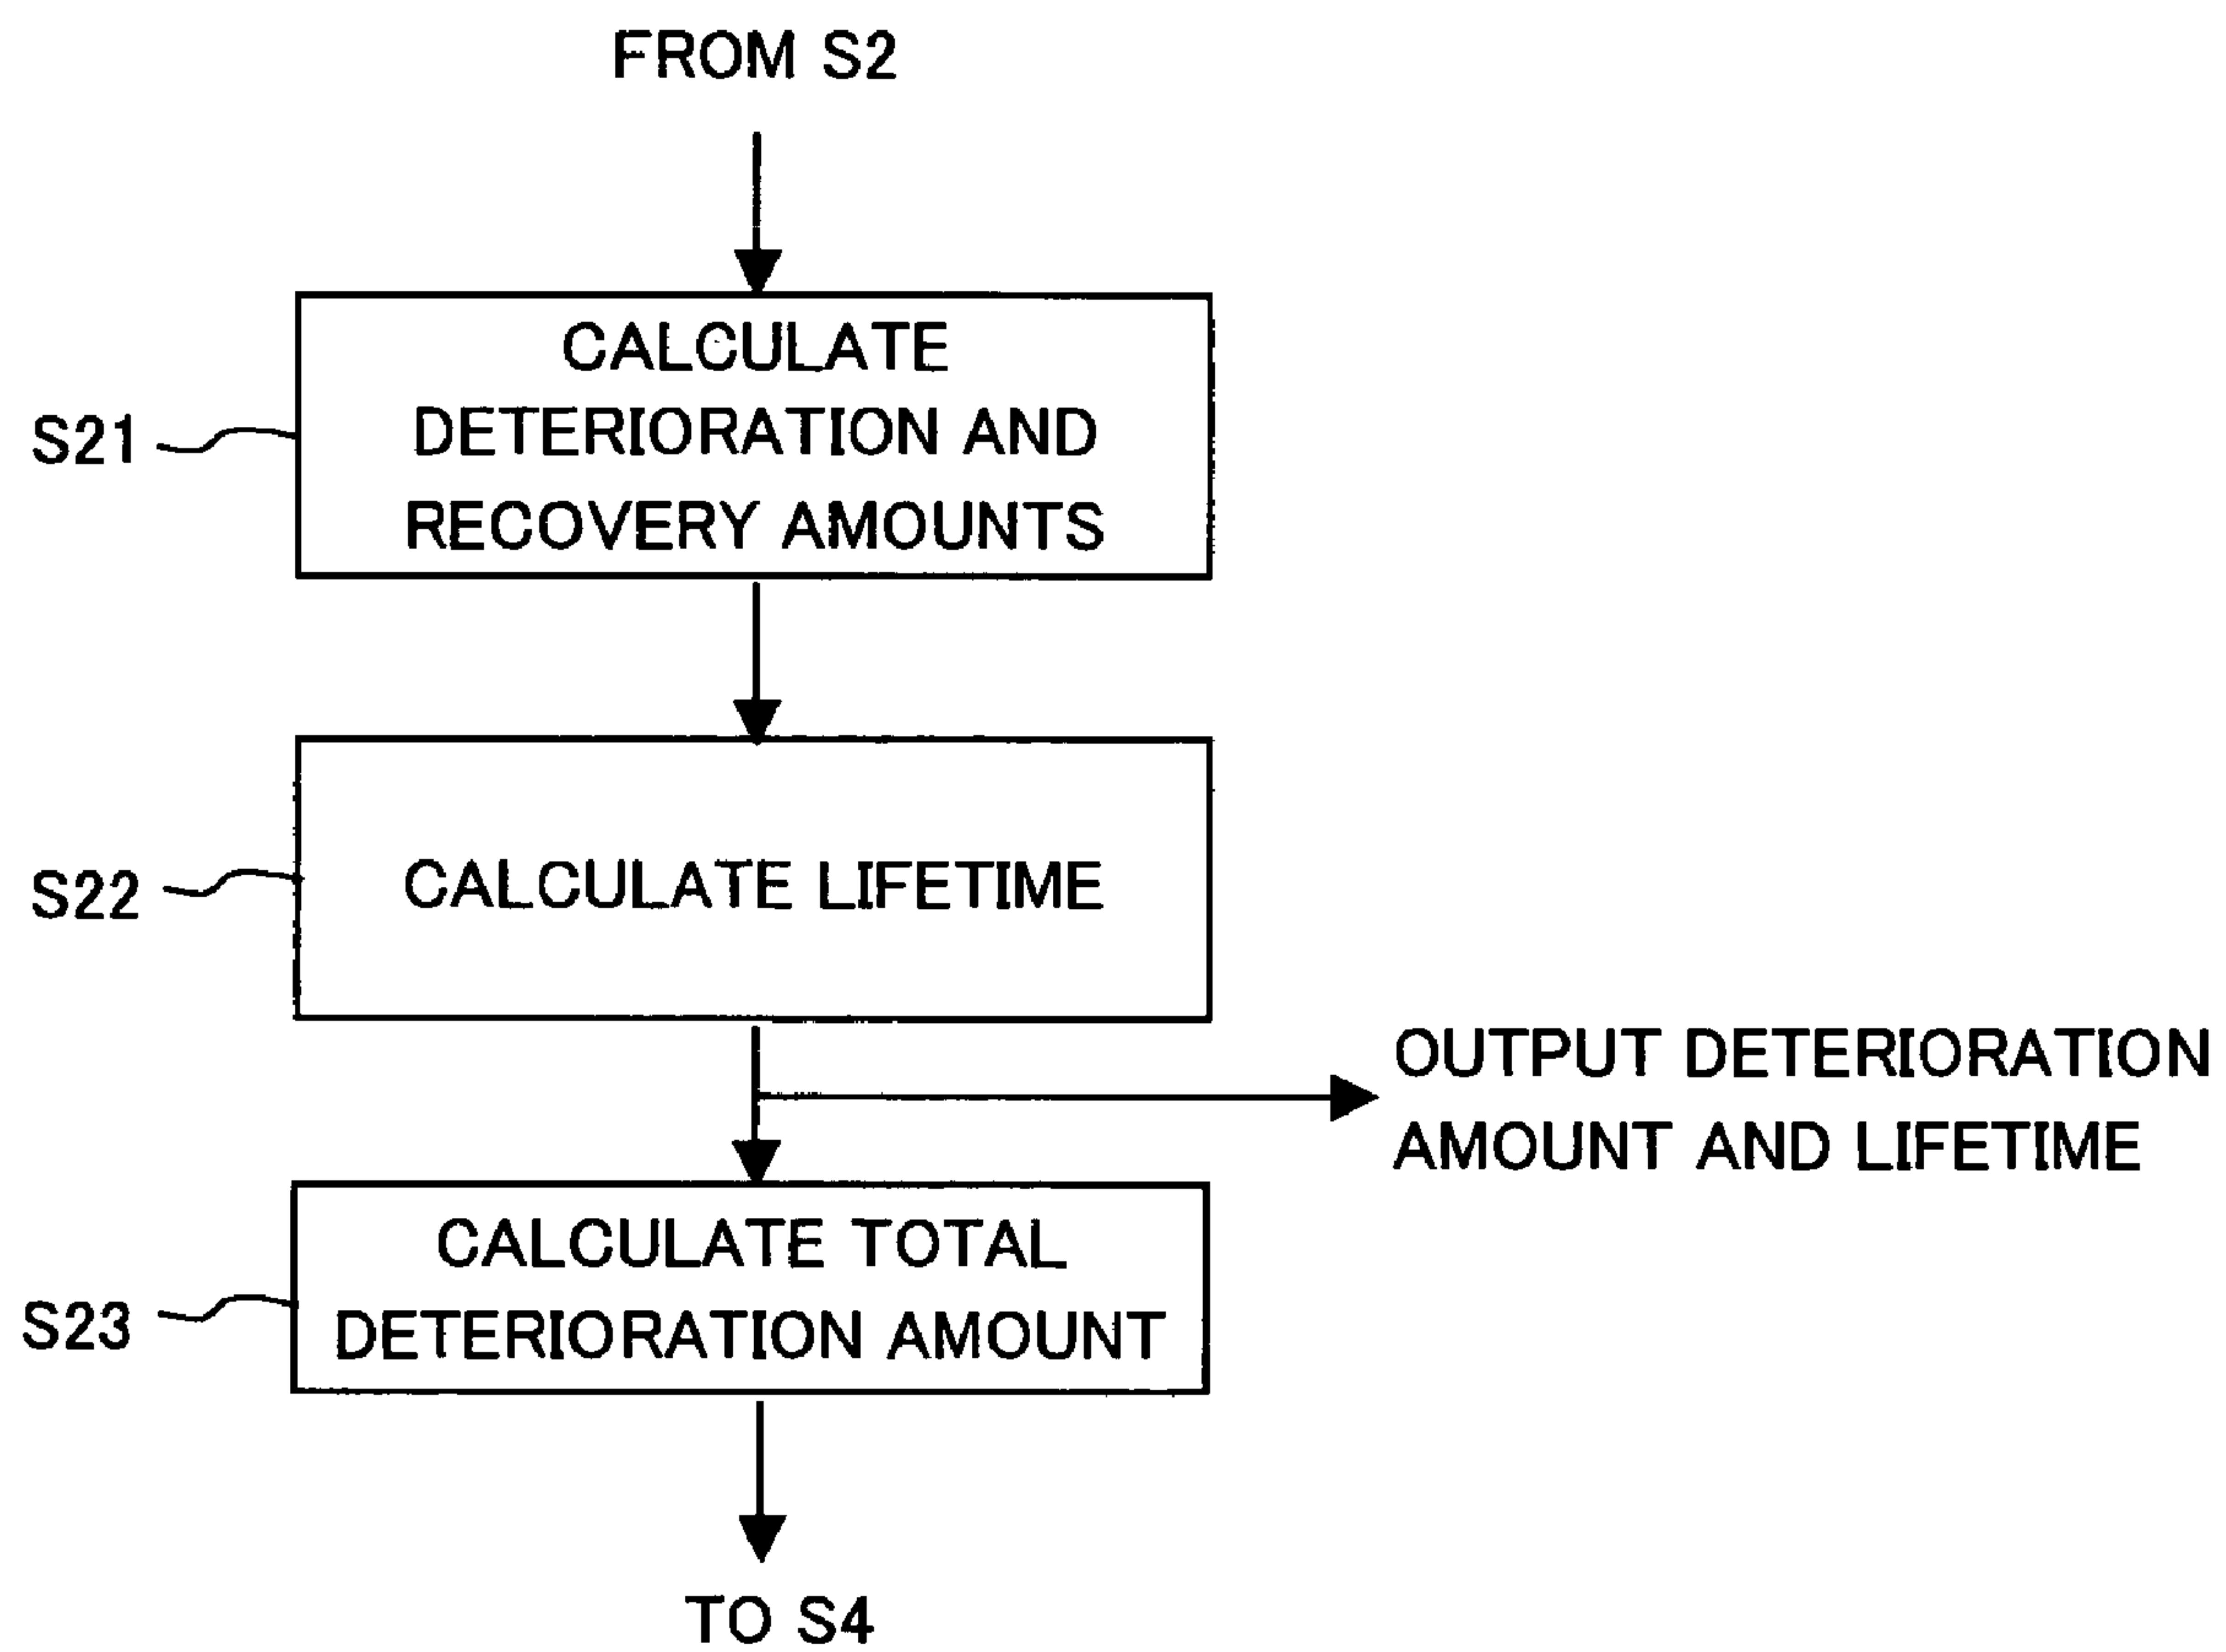 FROM S2
CALCULATE
DETERIORATION AND
RECOVERY AMOUNTS
S21
CALCULATE LIFETIME
S22
OUTPUT DETERIORATION
AMOUNT AND LIFETIME
CALCULATE TOTAL
DETERIORATION AMOUNT
S23
TO S4